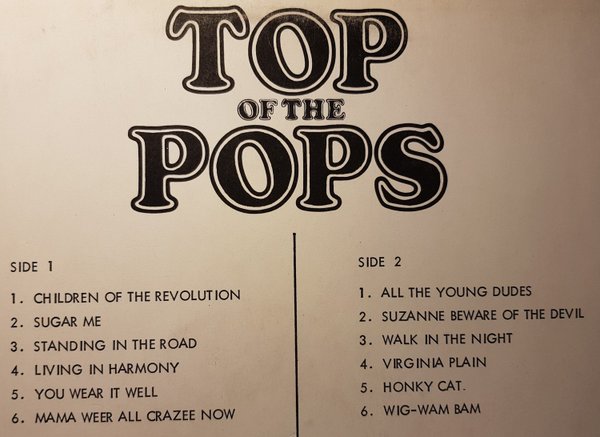 TOP
OF THE
POPS
SIDE 1
1. CHILDREN OF THE REVOLUTION
2. SUGAR ME
3. STANDING IN THE ROAD
4. LIVING IN HARMONY
5. YOU WEAR IT WELL
6. MAMA WEER ALL CRAZEE NOW
SIDE 2
1. ALL THE YOUNG DUDES
2. SUZANNE BEWARE OF THE DEVIL
3. WALK IN THE NIGHT
4. VIRGINIA PLAIN
5. HONKY CAT.
6. WIG-WAM BAM